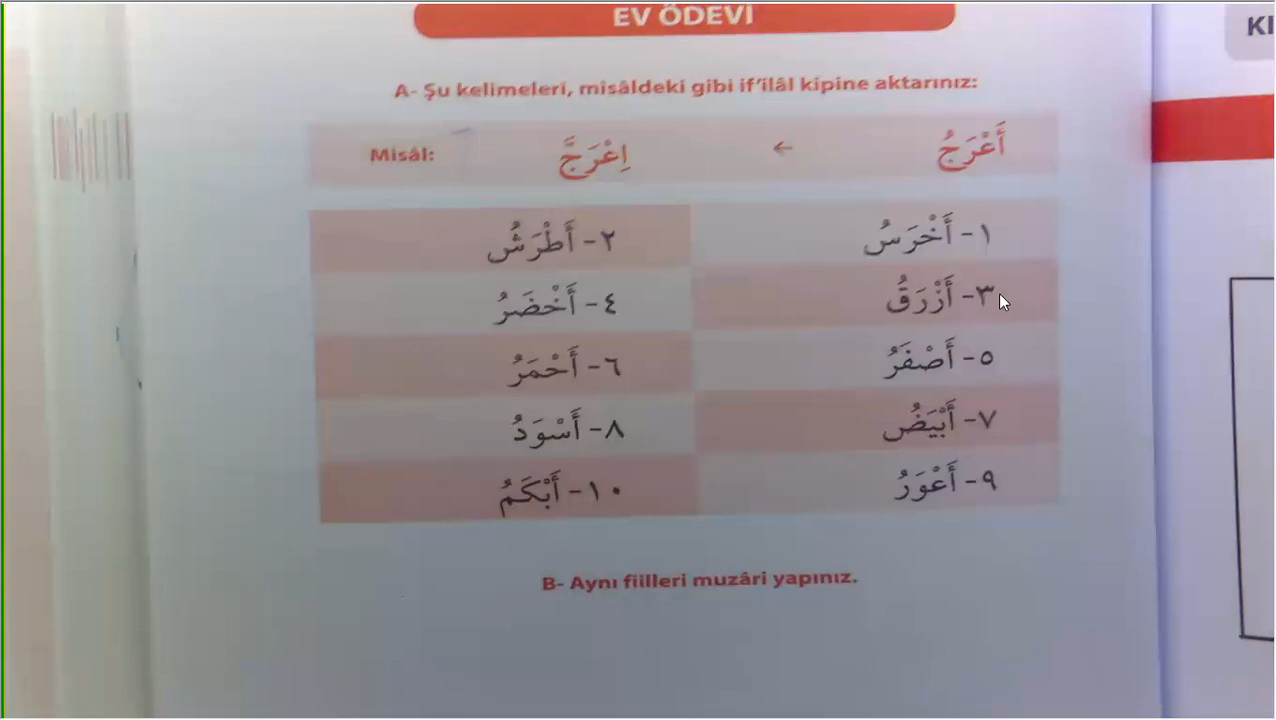 EV ÖDEVİ
KI
A- Şu kelimeleri, misâldeki gibi if'ilâl kipine aktarınız:
أَعْرَجُ ← اِعْرَجَّ Misâl:
١- أَخْرَسُ ٢- أَطْرَشُ
٣- أَزْرَقُ ٤- أَخْضَرُ
٥- أَصْفَرُ ٦- أَحْمَرُ
٧- أَبْيَضُ ٨- أَسْوَدُ
٩- أَعْوَرُ ١٠- أَبْكَمُ
B- Aynı fiilleri muzâri yapınız.